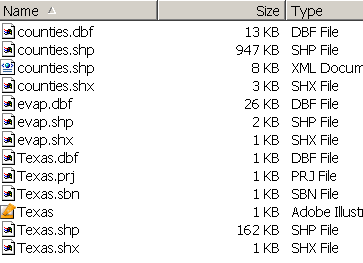 Name Size Type
counties.dbf 13 KB DBF File
counties.shp 947 KB SHP File
counties.shp 8 KB XML Docum
counties.shx 3 KB SHX File
evap.dbf 26 KB DBF File
evap.shp 2 KB SHP File
evap.shx 1 KB SHX File
Texas.dbf 1 KB DBF File
Texas.prj 1 KB PRJ File
Texas.sbn 1 KB SBN File
Texas 1 KB Adobe Illustr
Texas.shp 162 KB SHP File
Texas.shx 1 KB SHX File